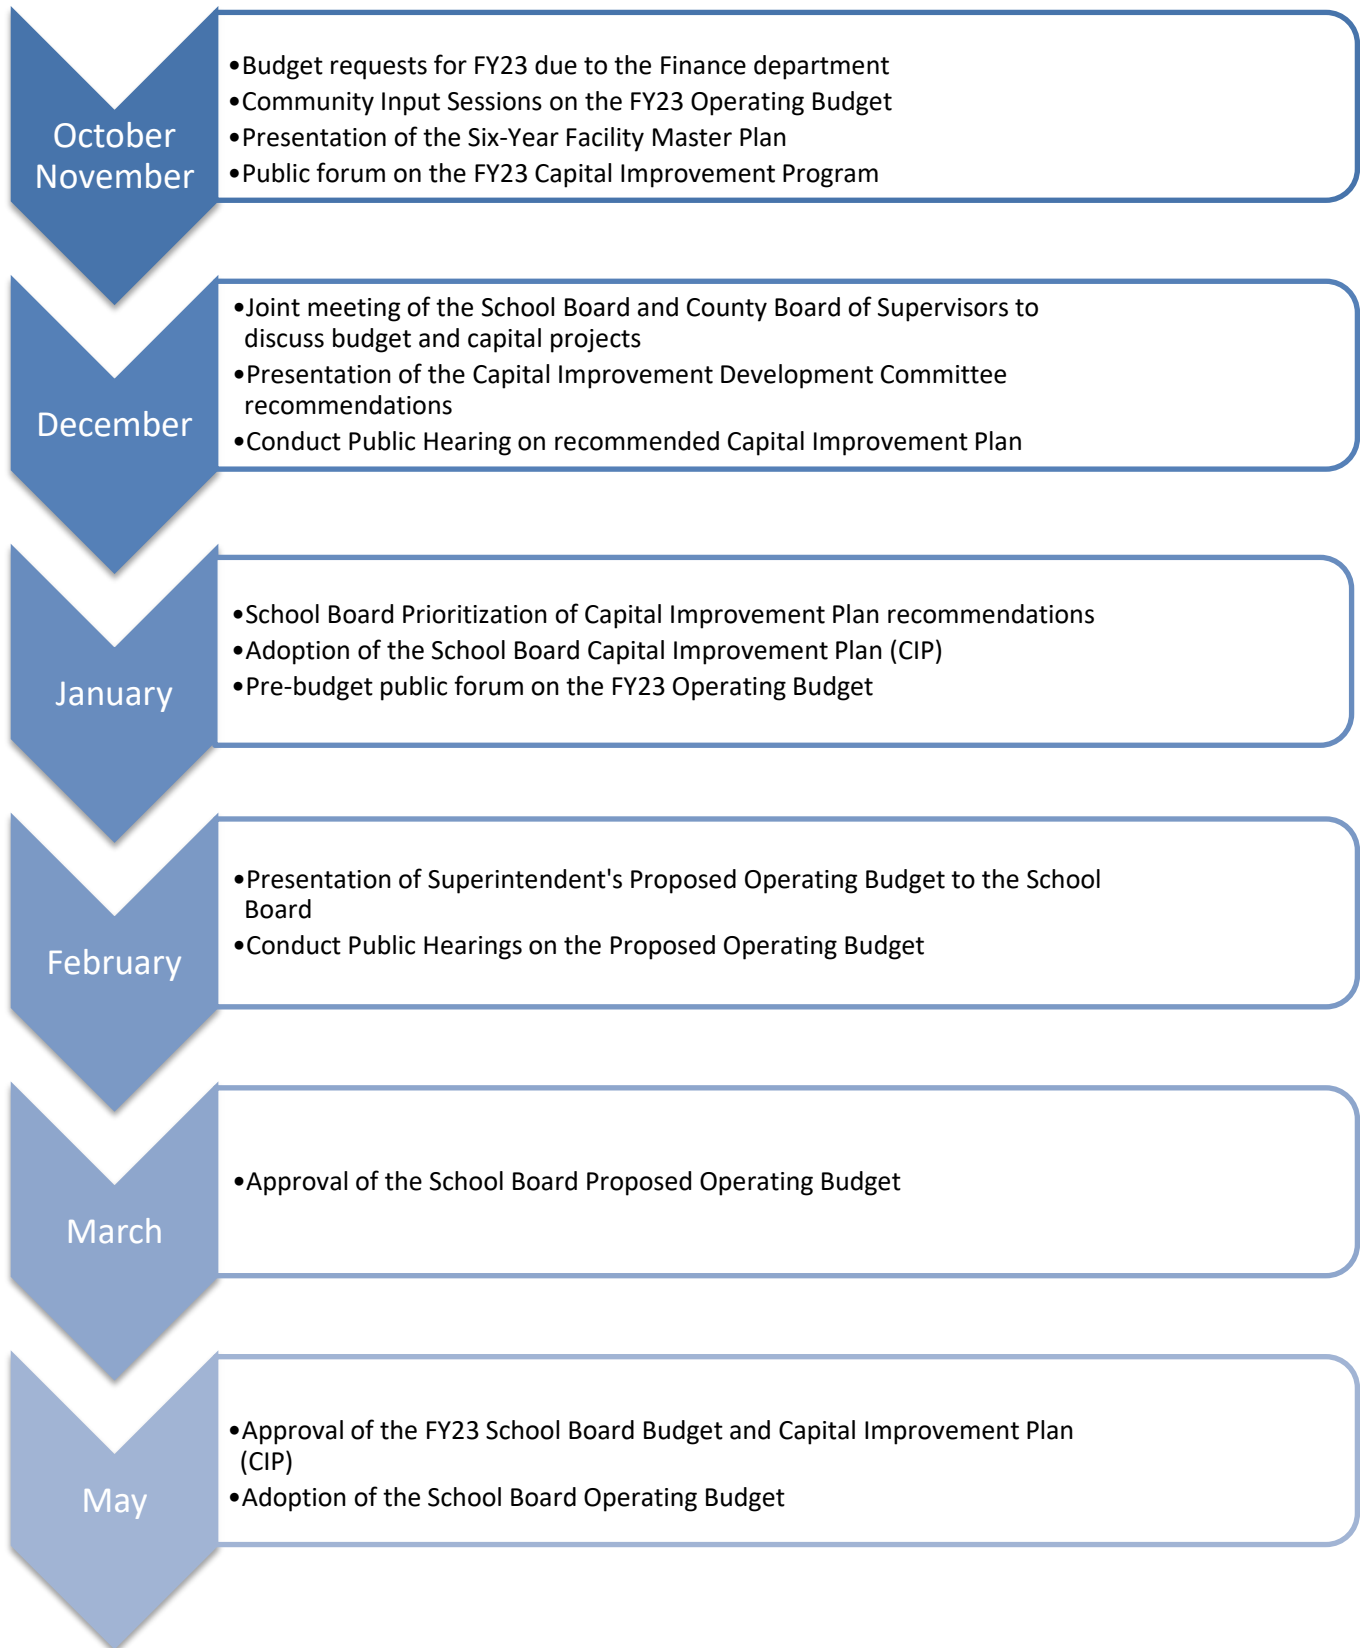 October
November
•Budget requests for FY23 due to the Finance department
•Community Input Sessions on the FY23 Operating Budget
•Presentation of the Six-Year Facility Master Plan
•Public forum on the FY23 Capital Improvement Program
December
•Joint meeting of the School Board and County Board of Supervisors to
discuss budget and capital projects
•Presentation of the Capital Improvement Development Committee
recommendations
•Conduct Public Hearing on recommended Capital Improvement Plan
January
•School Board Prioritization of Capital Improvement Plan recommendations
•Adoption of the School Board Capital Improvement Plan (CIP)
•Pre-budget public forum on the FY23 Operating Budget
February
•Presentation of Superintendent's Proposed Operating Budget to the School
Board
•Conduct Public Hearings on the Proposed Operating Budget
March
•Approval of the School Board Proposed Operating Budget
May
•Approval of the FY23 School Board Budget and Capital Improvement Plan
(CIP)
•Adoption of the School Board Operating Budget